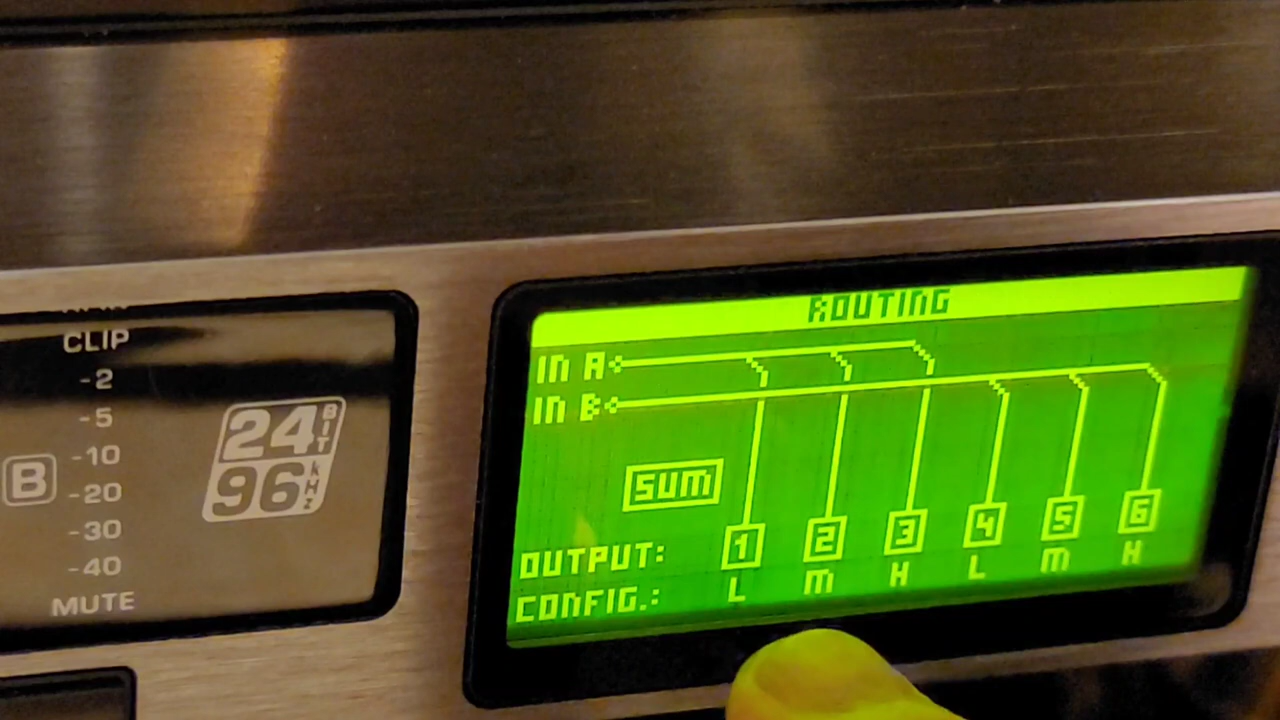 CLIP
-2
-5
-10
B
-20
-30
-40
MUTE
24 BIT
96 kHz
ROUTING
IN A
IN B
SUM
OUTPUT: 1 2 3 4 5 6
CONFIG.: L M H L M H